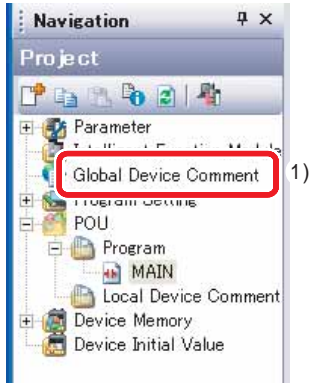 Navigation
Project
Parameter
Global Device Comment
1)
POU
Program
MAIN
Local Device Comment
Device Memory
Device Initial Value